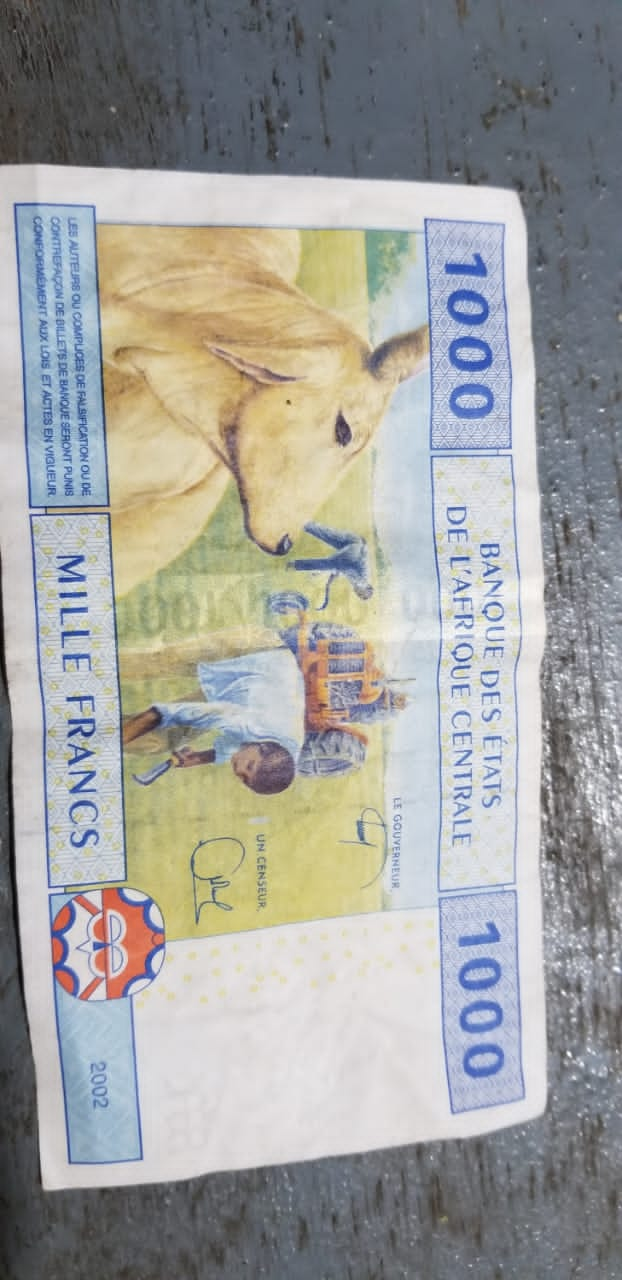 1000
BANQUE DES ÉTATS
DE L'AFRIQUE CENTRALE
1000
LE GOUVERNEUR
UN CENSEUR
LES AUTEURS OU COMPLICES DE FALSIFICATION OU DE
CONTREFAÇON DE BILLETS DE BANQUE SERONT PUNIS
CONFORMÉMENT AUX LOIS ET ACTES EN VIGUEUR.
MILLE FRANCS
2002